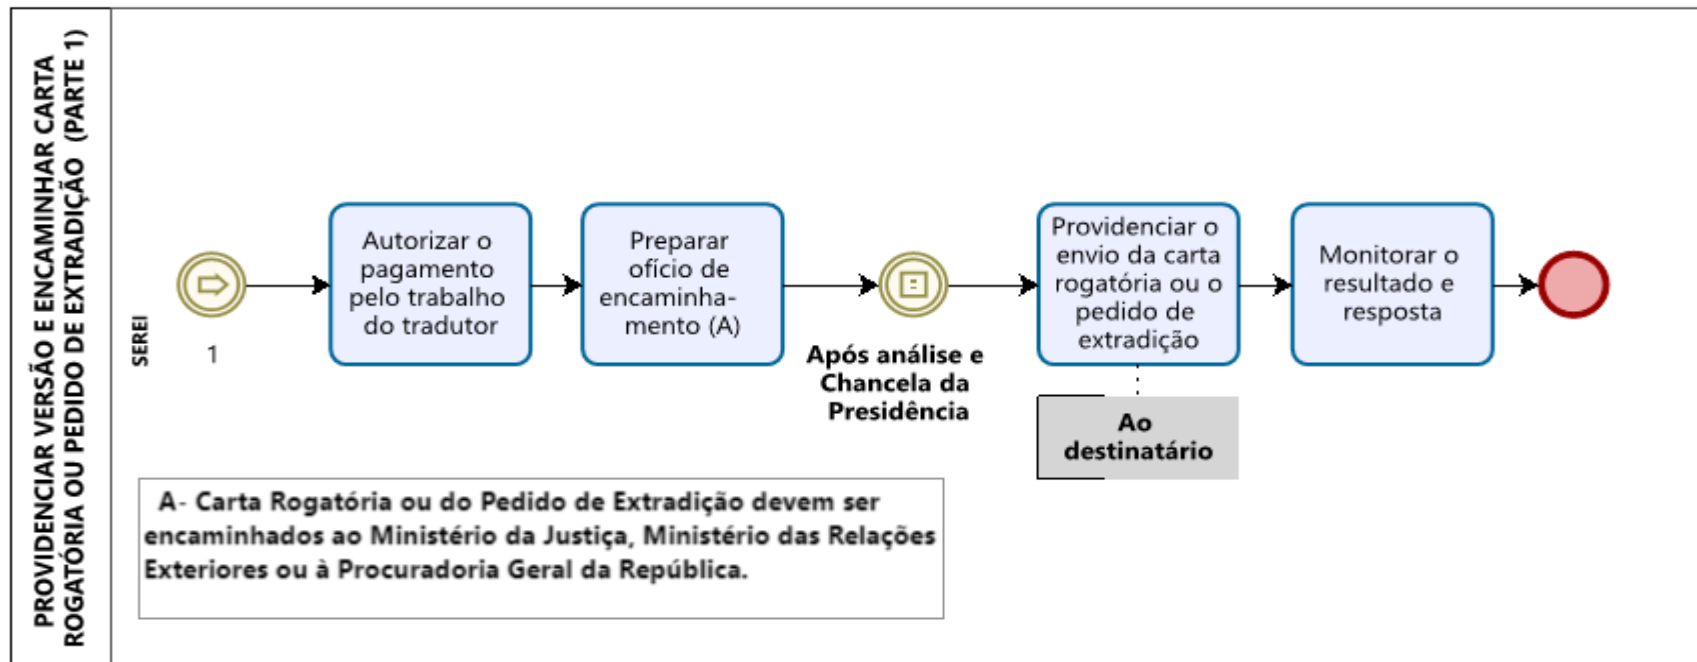 PROVIDENCIAR VERSÃO E ENCAMINHAR CARTA
ROGATÓRIA OU PEDIDO DE EXTRADIÇÃO (PARTE 1)
SEREI
1
Autorizar o
pagamento
pelo trabalho
do tradutor
Preparar
ofício de
encaminha-
mento (A)
Após análise e
Chancela da
Presidência
Providenciar o
envio da carta
rogatória ou o
pedido de
extradição
Ao
destinatário
Monitorar o
resultado e
resposta
A- Carta Rogatória ou do Pedido de Extradição devem ser
encaminhados ao Ministério da Justiça, Ministério das Relações
Exteriores ou à Procuradoria Geral da República.